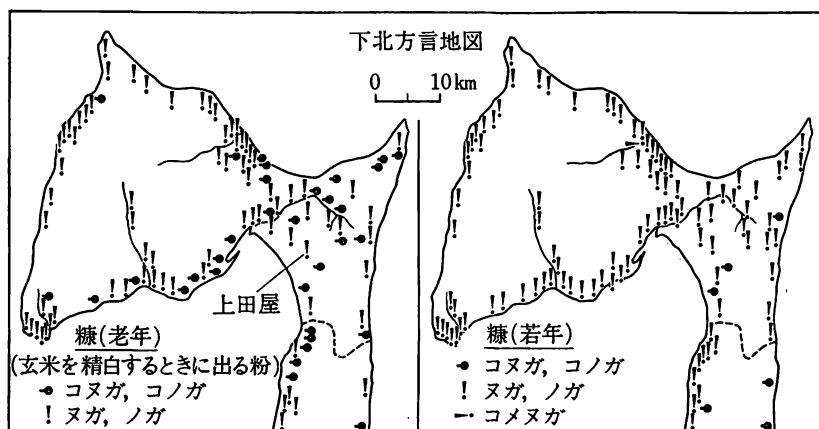 下北方言地図
0 10km
上田屋
糠(老年)
(玄米を精白するときに出る粉)
コヌガ, コノガ
ヌガ, ノガ
糠(若年)
コヌガ, コノガ
ヌガ, ノガ
コメヌガ